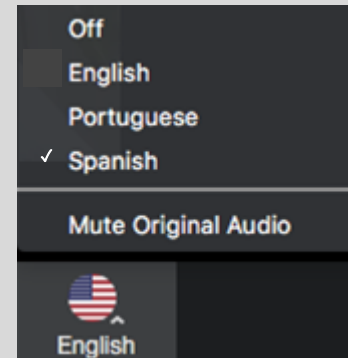 Off
English
Portuguese
Spanish
Mute Original Audio
English